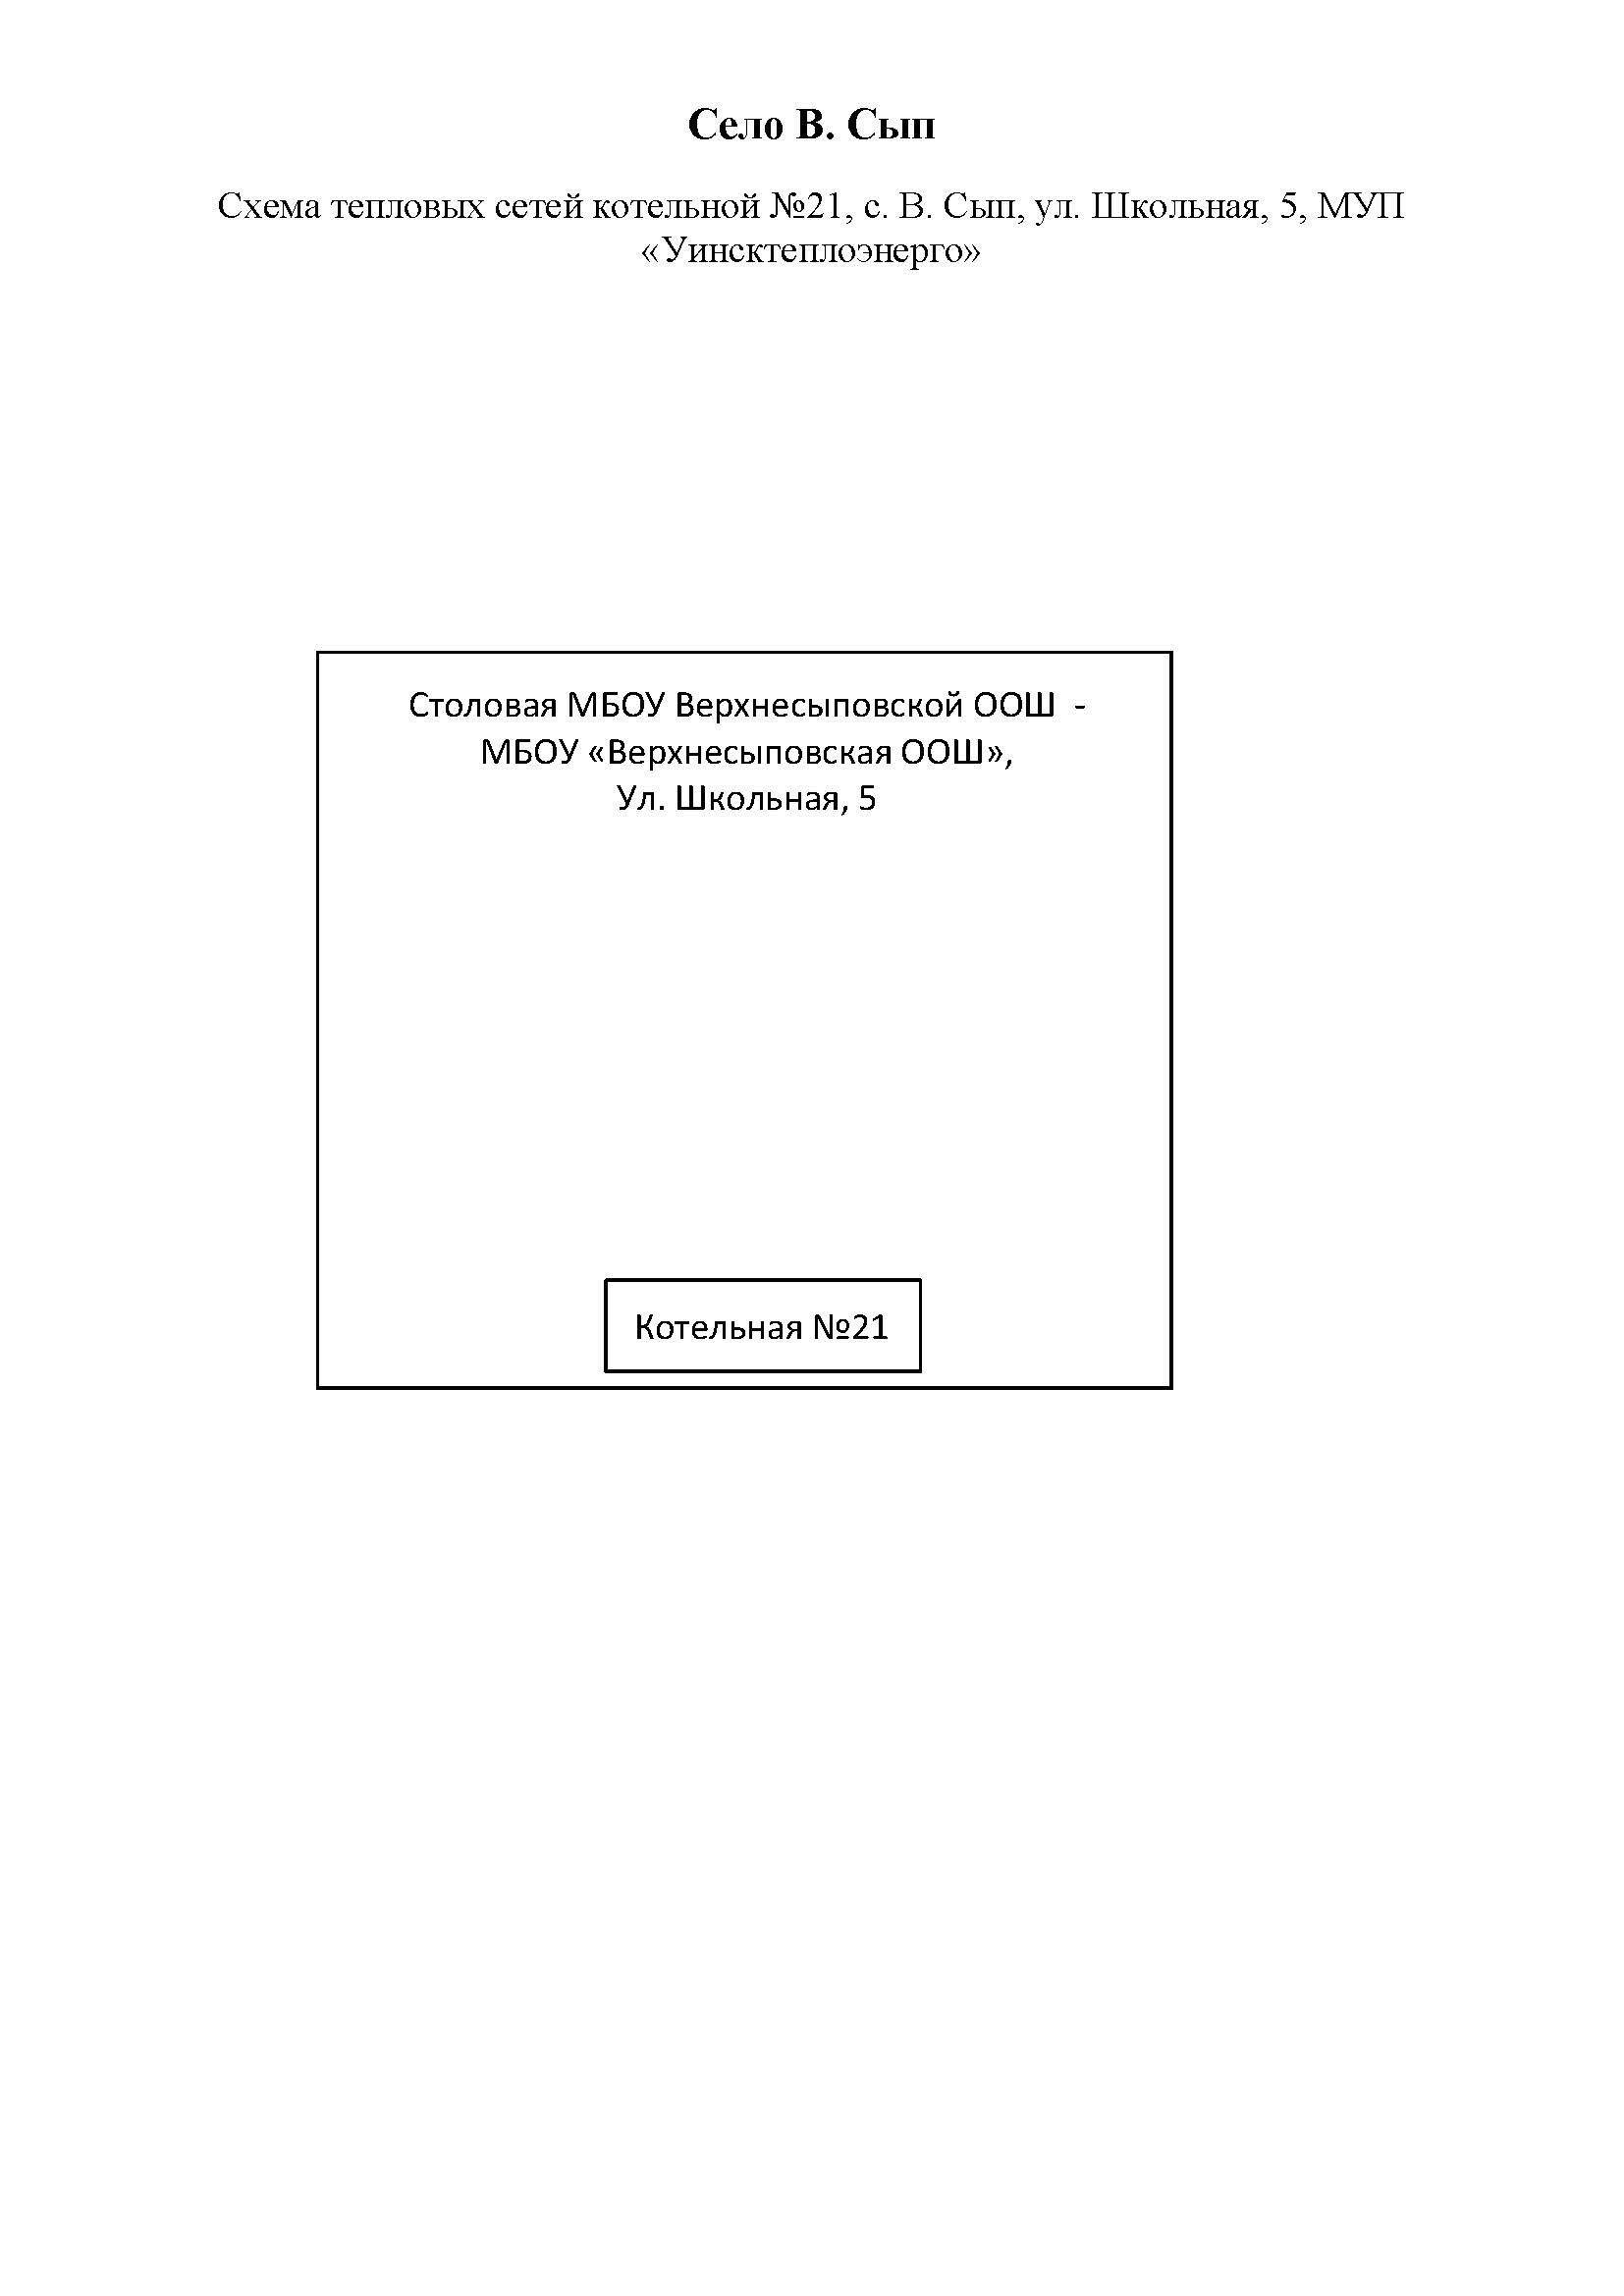 Село В. Сып
Схема тепловых сетей котельной №21, с. В. Сып, ул. Школьная, 5, МУП
«Уинсктеплоэнерго»
Столовая МБОУ Верхнесыповской ООШ  -
МБОУ «Верхнесыповская ООШ»,
Ул. Школьная, 5
Котельная №21